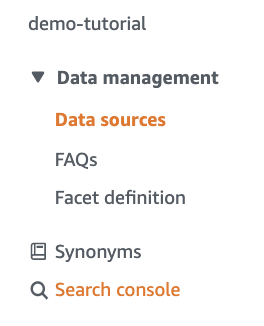 demo-tutorial
Data management
Data sources
FAQs
Facet definition
Synonyms
Search console